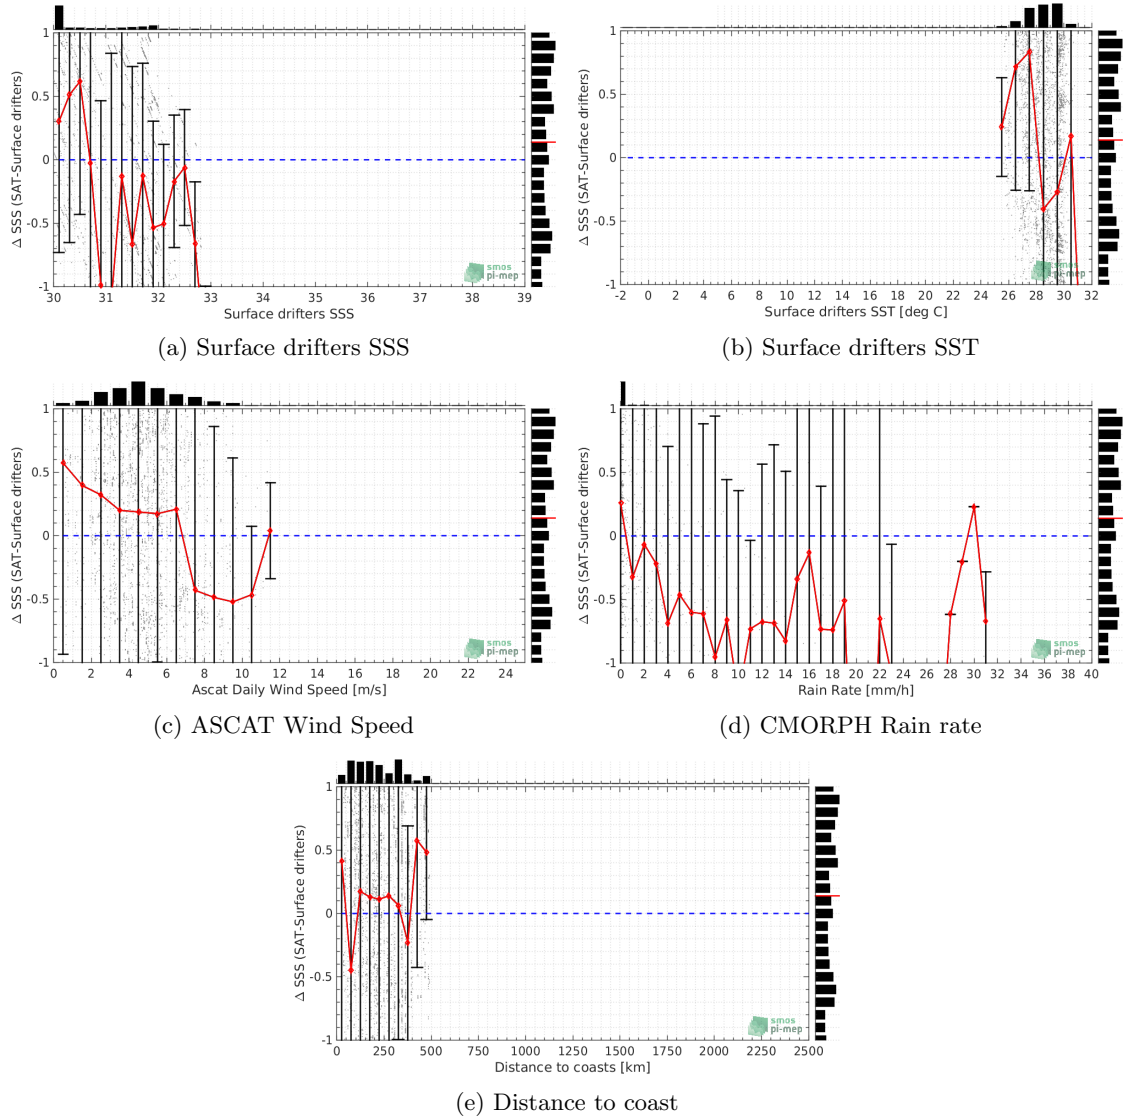 1
0.5
0
-0.5
-1
Δ SSS (SAT-Surface drifters)
30 31 32 33 34 35 36 37 38 39
Surface drifters SSS
smos
pi-mep
(a) Surface drifters SSS
1
0.5
0
-0.5
-1
Δ SSS (SAT-Surface drifters)
-2 0 2 4 6 8 10 12 14 16 18 20 22 24 26 28 30 32
Surface drifters SST [deg C]
smos
pi-mep
(b) Surface drifters SST
1
0.5
0
-0.5
-1
Δ SSS (SAT-Surface drifters)
0 2 4 6 8 10 12 14 16 18 20 22 24
Ascat Daily Wind Speed [m/s]
smos
pi-mep
(c) ASCAT Wind Speed
1
0.5
0
-0.5
-1
Δ SSS (SAT-Surface drifters)
0 2 4 6 8 10 12 14 16 18 20 22 24 26 28 30 32 34 36 38 40
Rain Rate [mm/h]
smos
pi-mep
(d) CMORPH Rain rate
1
0.5
0
-0.5
-1
Δ SSS (SAT-Surface drifters)
0 250 500 750 1000 1250 1500 1750 2000 2250 2500
Distance to coasts [km]
smos
pi-mep
(e) Distance to coast